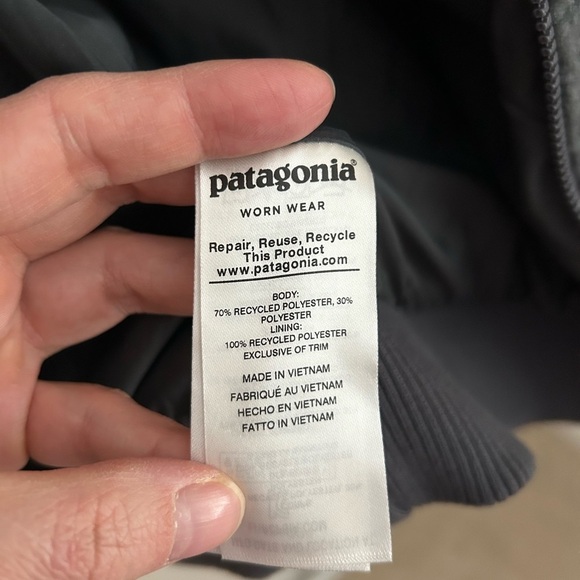 patagonia®
WORN WEAR
Repair, Reuse, Recycle
This Product
www.patagonia.com
BODY:
70% RECYCLED POLYESTER, 30%
POLYESTER
LINING:
100% RECYCLED POLYESTER
EXCLUSIVE OF TRIM
MADE IN VIETNAM
FABRIQUÉ AU VIETNAM
HECHO EN VIETNAM
FATTO IN VIETNAM